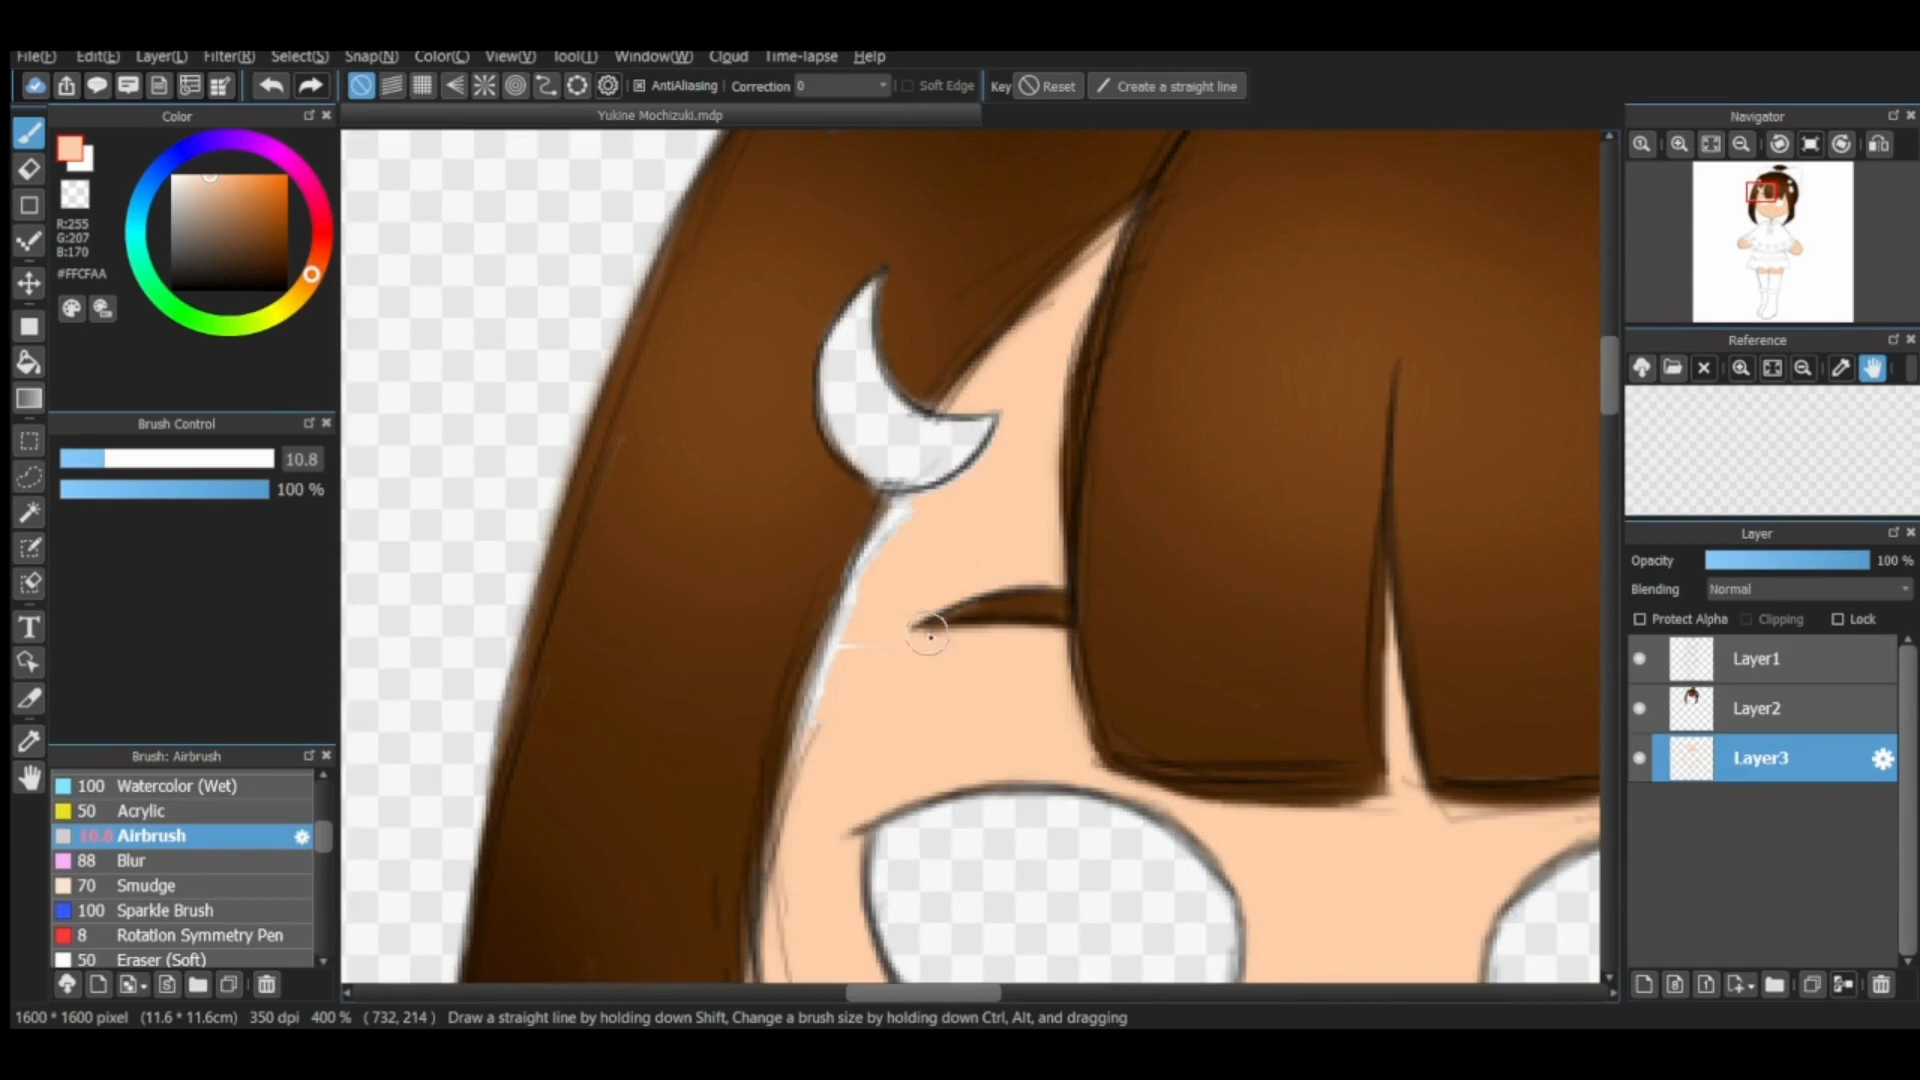 File(F) Edit(E) Layer(L) Filter(R) Select(S) Snap(N) Color(C) View(V) Tool(T) Window(W) Cloud Time-lapse Help
AntiAliasing Correction 0 Soft Edge Key Reset Create a straight line
Color
Yukine Mochizuki.mdp
Navigator
R:255
G:207
B:170
#FFCFAA
Brush Control
10.8
100 %
Brush: Airbrush
100 Watercolor (Wet)
50 Acrylic
10.8 Airbrush
88 Blur
70 Smudge
100 Sparkle Brush
8 Rotation Symmetry Pen
50 Eraser (Soft)
Reference
Layer
Opacity 100 %
Blending Normal
Protect Alpha Clipping Lock
Layer1
Layer2
Layer3
1600 * 1600 pixel (11.6 * 11.6cm) 350 dpi 400 % ( 732, 214 ) Draw a straight line by holding down Shift, Change a brush size by holding down Ctrl, Alt, and dragging